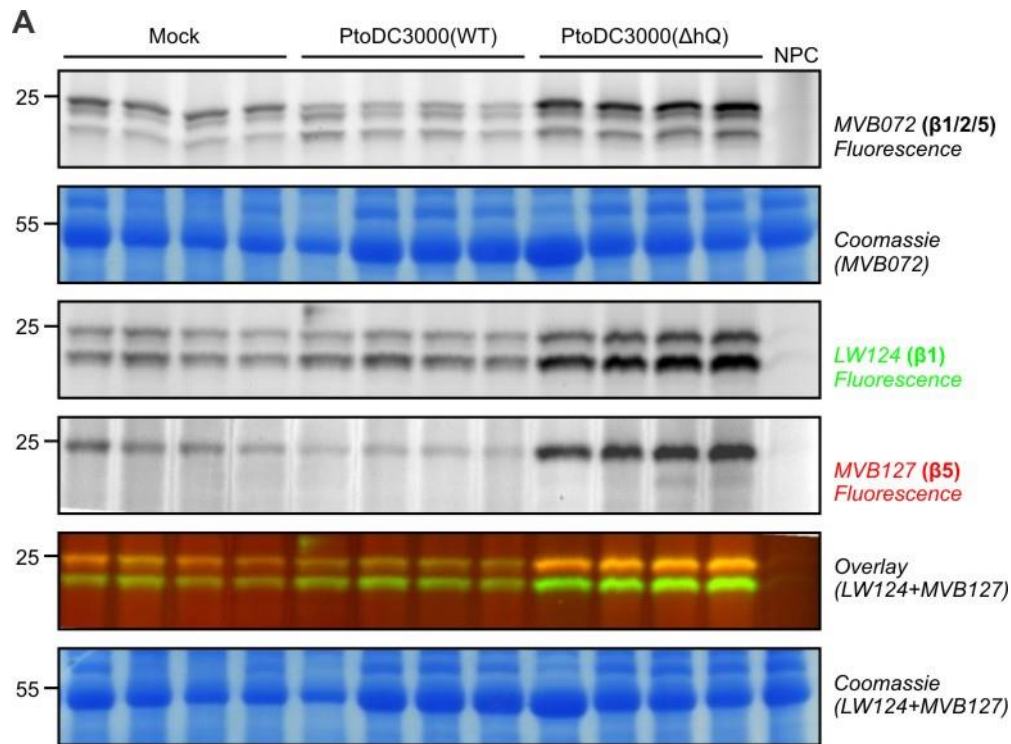 A
Mock PtoDC3000(WT) PtoDC3000(ΔhQ) NPC
25
MVB072 (β1/2/5)
Fluorescence
55
Coomassie
(MVB072)
25
LW124 (β1)
Fluorescence
25
MVB127 (β5)
Fluorescence
25
Overlay
(LW124+MVB127)
55
Coomassie
(LW124+MVB127)